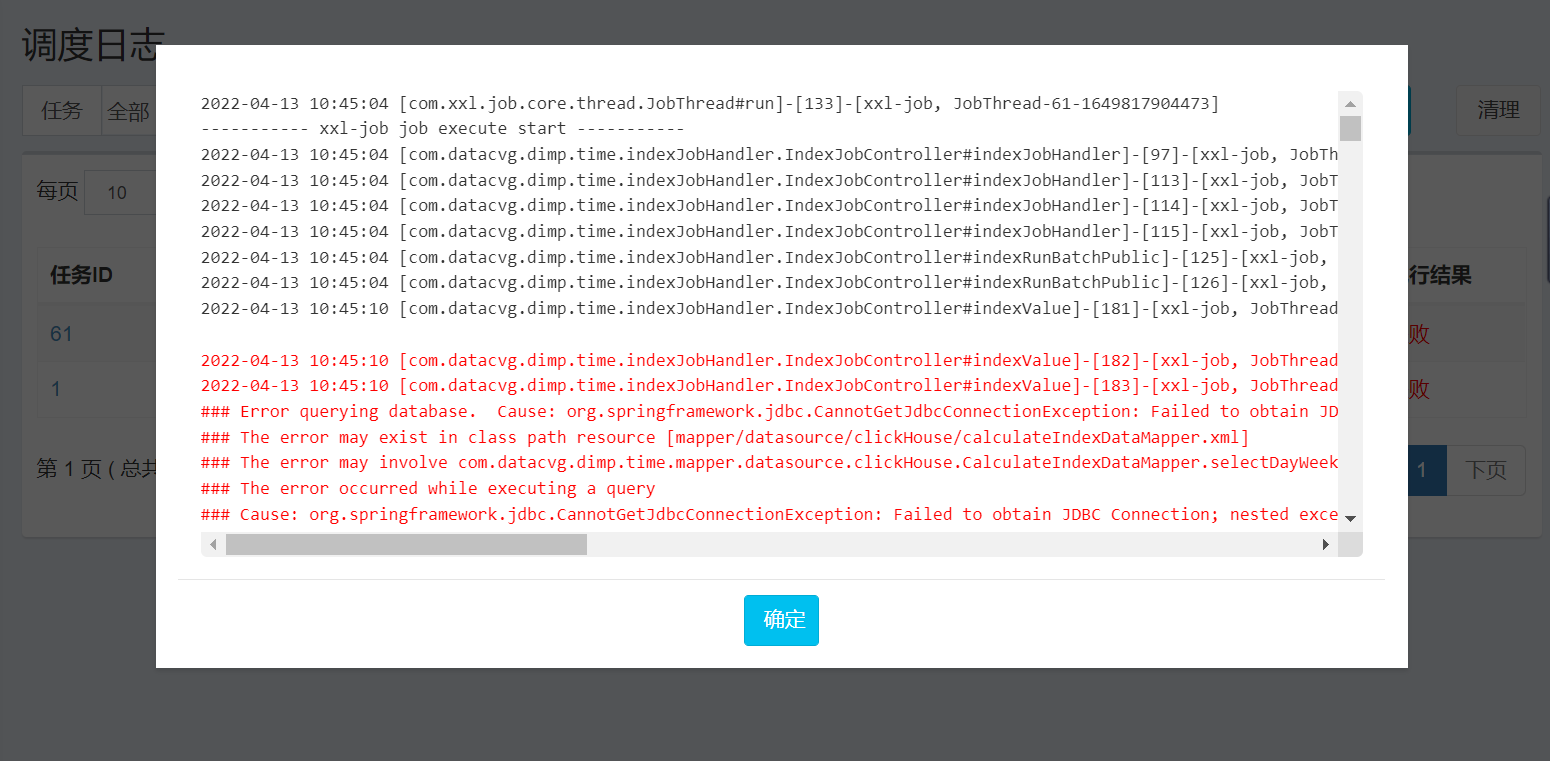 调度日志
任务 全部
清理
每页 10
任务ID
行结果
61
败
1
败
第 1 页 ( 总共
1 下页
2022-04-13 10:45:04 [com.xxl.job.core.thread.JobThread#run]-[133]-[xxl-job, JobThread-61-1649817904473]
----------- xxl-job job execute start -----------
2022-04-13 10:45:04 [com.datacvg.dimp.time.indexJobHandler.IndexJobController#indexJobHandler]-[97]-[xxl-job, JobTh
2022-04-13 10:45:04 [com.datacvg.dimp.time.indexJobHandler.IndexJobController#indexJobHandler]-[113]-[xxl-job, JobT
2022-04-13 10:45:04 [com.datacvg.dimp.time.indexJobHandler.IndexJobController#indexJobHandler]-[114]-[xxl-job, JobT
2022-04-13 10:45:04 [com.datacvg.dimp.time.indexJobHandler.IndexJobController#indexJobHandler]-[115]-[xxl-job, JobT
2022-04-13 10:45:04 [com.datacvg.dimp.time.indexJobHandler.IndexJobController#indexRunBatchPublic]-[125]-[xxl-job,
2022-04-13 10:45:04 [com.datacvg.dimp.time.indexJobHandler.IndexJobController#indexRunBatchPublic]-[126]-[xxl-job,
2022-04-13 10:45:10 [com.datacvg.dimp.time.indexJobHandler.IndexJobController#indexValue]-[181]-[xxl-job, JobThread
2022-04-13 10:45:10 [com.datacvg.dimp.time.indexJobHandler.IndexJobController#indexValue]-[182]-[xxl-job, JobThread
2022-04-13 10:45:10 [com.datacvg.dimp.time.indexJobHandler.IndexJobController#indexValue]-[183]-[xxl-job, JobThread
### Error querying database.  Cause: org.springframework.jdbc.CannotGetJdbcConnectionException: Failed to obtain JD
### The error may exist in class path resource [mapper/datasource/clickHouse/calculateIndexDataMapper.xml]
### The error may involve com.datacvg.dimp.time.mapper.datasource.clickHouse.CalculateIndexDataMapper.selectDayWeek
### The error occurred while executing a query
### Cause: org.springframework.jdbc.CannotGetJdbcConnectionException: Failed to obtain JDBC Connection; nested exce
确定